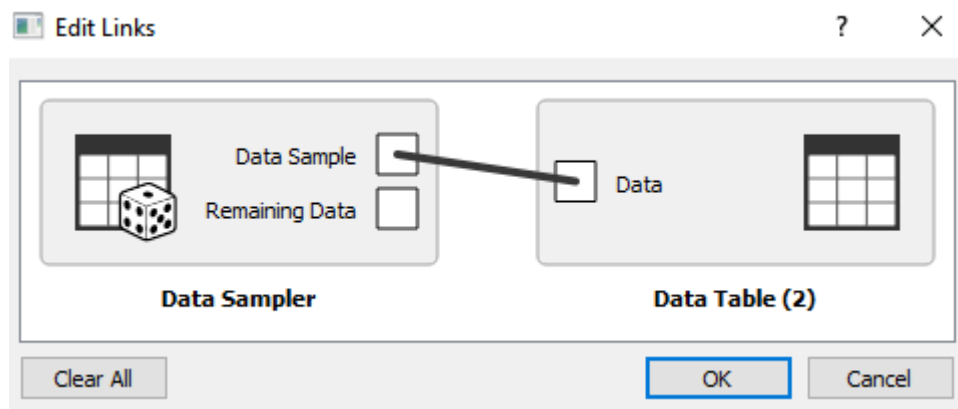 Edit Links
?
Data Sample
Remaining Data
Data
Data Sampler
Data Table (2)
Clear All
OK
Cancel